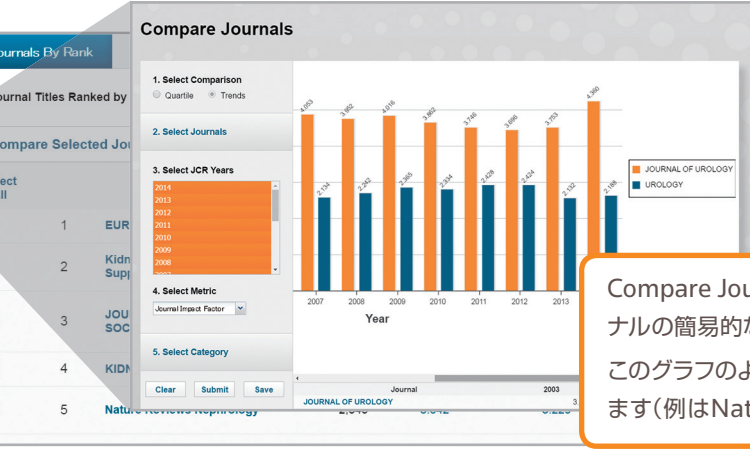 Compare Journals
ournals By Rank
1. Select Comparison
Quartile Trends
ournal Titles Ranked by
2. Select Journals
ompare Selected Jou
3. Select JCR Years
2014
2013
2012
2011
2010
2009
2008
2007
4. Select Metric
Journal Impact Factor
5. Select Category
Clear Submit Save
4.053
3.952
4.016
3.862
3.746
3.696
3.753
4.360
2.134
2.242
2.365
2.334
2.428
2.424
2.132
2.188
JOURNAL OF UROLOGY
UROLOGY
2007 2008 2009 2010 2011 2012 2013
Year
Journal 2003
JOURNAL OF UROLOGY 3.
ect
ll
1 EUR
2 Kidn
Supp
3 JOU
SOC
4 KIDN
5 Nature Reviews Nephrology
Compare Jou
ナルの簡易的な
このグラフのよ
ます(例はNat